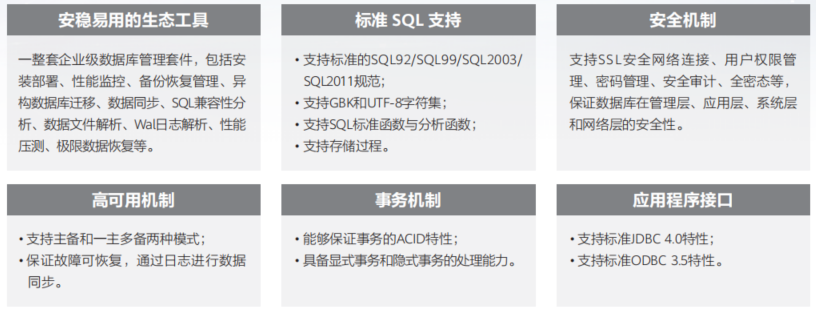 安稳易用的生态工具
一整套企业级数据库管理套件，包括安
装部署、性能监控、备份恢复管理、异
构数据库迁移、数据同步、SQL兼容性分
析、数据文件解析、Wal日志解析、性能
压测、极限数据恢复等。
标准 SQL 支持
• 支持标准的SQL92/SQL99/SQL2003/
SQL2011规范；
• 支持GBK和UTF-8字符集；
• 支持SQL标准函数与分析函数；
• 支持存储过程。
安全机制
支持SSL安全网络连接、用户权限管
理、密码管理、安全审计、全密态等，
保证数据库在管理层、应用层、系统层
和网络层的安全性。
高可用机制
• 支持主备和一主多备两种模式；
• 保证故障可恢复，通过日志进行数据
同步。
事务机制
• 能够保证事务的ACID特性；
• 具备显式事务和隐式事务的处理能力。
应用程序接口
• 支持标准JDBC 4.0特性；
• 支持标准ODBC 3.5特性。